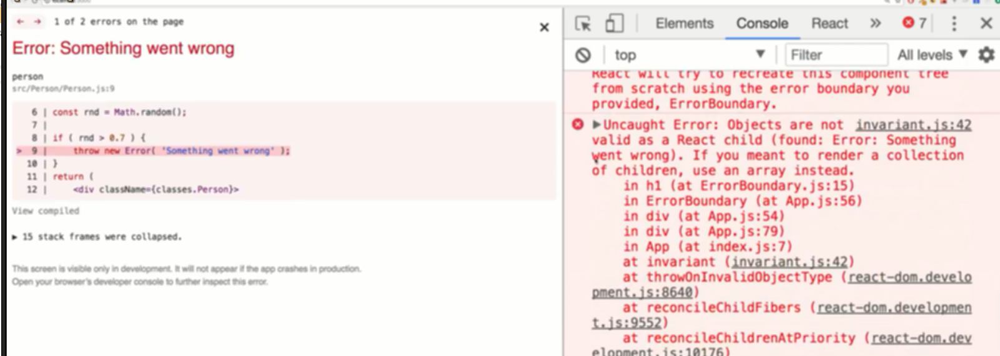 ← → 1 of 2 errors on the page
Error: Something went wrong
person
src/Person/Person.js:9
6 | const rnd = Math.random();
7 |
8 | if ( rnd > 0.7 ) {
> 9 | throw new Error( 'Something went wrong' );
10 | }
11 | return (
12 | <div className={classes.Person}>
View compiled
▶ 15 stack frames were collapsed.
This screen is visible only in development. It will not appear if the app crashes in production.
Open your browser's developer console to further inspect this error.
Elements Console React » 7
top ▼ Filter All levels ▼
React will try to recreate this component tree
from scratch using the error boundary you
provided, ErrorBoundary.
▶Uncaught Error: Objects are not invariant.js:42
valid as a React child (found: Error: Something
went wrong). If you meant to render a collection
of children, use an array instead.
in h1 (at ErrorBoundary.js:15)
in ErrorBoundary (at App.js:56)
in div (at App.js:54)
in div (at App.js:79)
in App (at index.js:7)
at invariant (invariant.js:42)
at throwOnInvalidObjectType (react-dom.develo
pment.js:8640)
at reconcileChildFibers (react-dom.developmen
t.js:9552)
at reconcileChildrenAtPriority (react-dom.dev
elopment.js:10176)